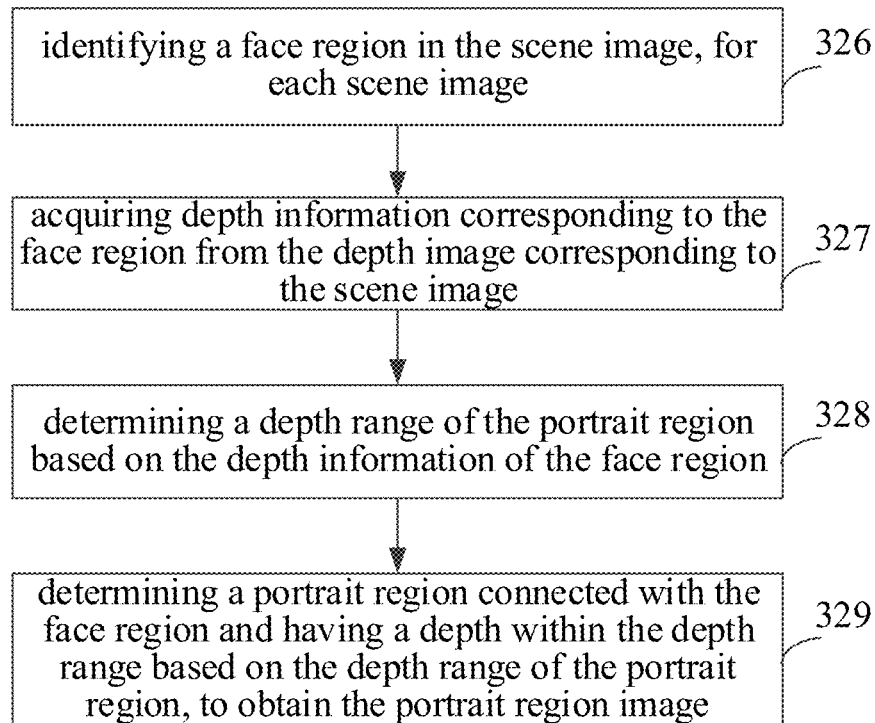 identifying a face region in the scene image, for
each scene image
326
acquiring depth information corresponding to the
face region from the depth image corresponding to
the scene image
327
determining a depth range of the portrait region
based on the depth information of the face region
328
determining a portrait region connected with the
face region and having a depth within the depth
range based on the depth range of the portrait
region, to obtain the portrait region image
329